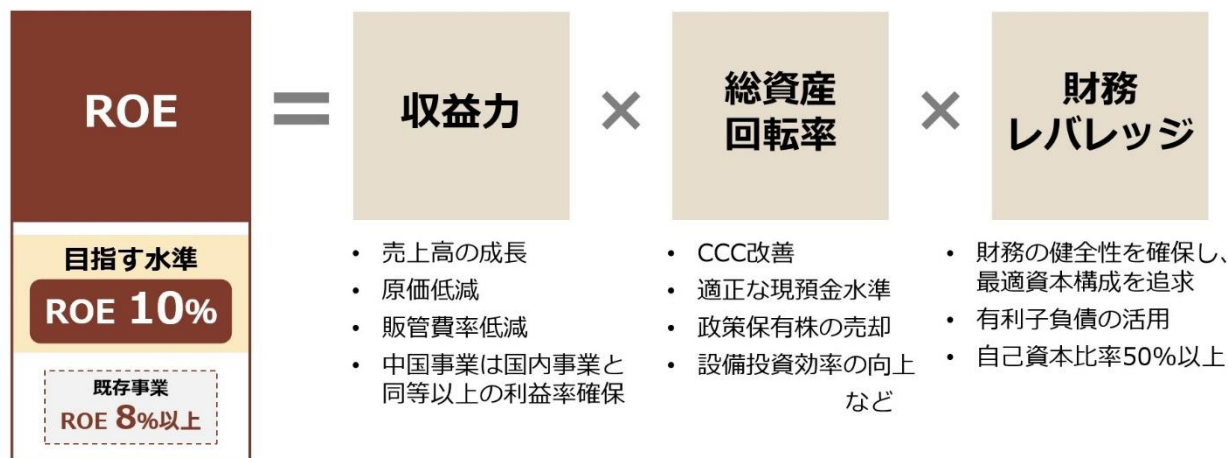 ROE
=
収益力
×
総資産
回転率
×
財務
レバレッジ
目指す水準
ROE 10%
既存事業
ROE 8%以上
• 売上高の成長
• 原価低減
• 販管費率低減
• 中国事業は国内事業と
同等以上の利益率確保
• CCC改善
• 適正な現預金水準
• 政策保有株の売却
• 設備投資効率の向上
など
• 財務の健全性を確保し、
最適資本構成を追求
• 有利子負債の活用
• 自己資本比率50%以上